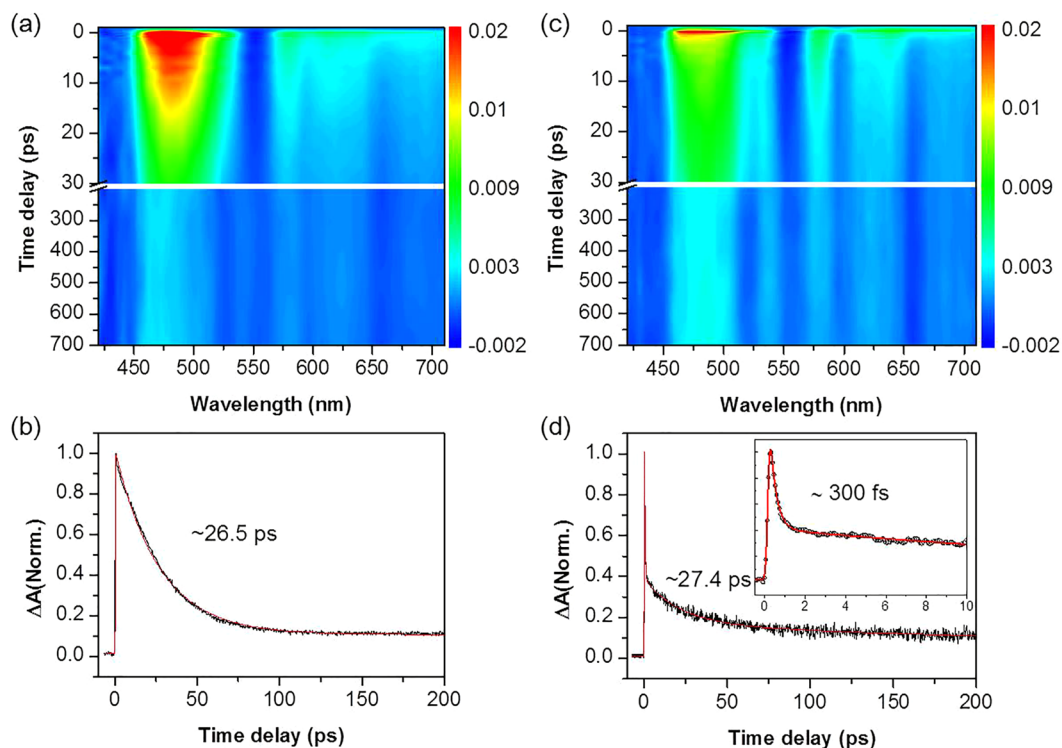 (a)
0
10
20
30
300
400
500
600
700
Time delay (ps)
450 500 550 600 650 700
Wavelength (nm)
0.02
0.01
0.009
0.003
-0.002
(c)
0
10
20
30
300
400
500
600
700
Time delay (ps)
450 500 550 600 650 700
Wavelength (nm)
0.02
0.01
0.009
0.003
-0.002
(b)
1.0
0.8
0.6
0.4
0.2
0.0
ΔA(Norm.)
~26.5 ps
0 50 100 150 200
Time delay (ps)
(d)
1.0
0.8
0.6
0.4
0.2
0.0
ΔA(Norm.)
~27.4 ps
~ 300 fs
0 2 4 6 8 10
0 50 100 150 200
Time delay (ps)